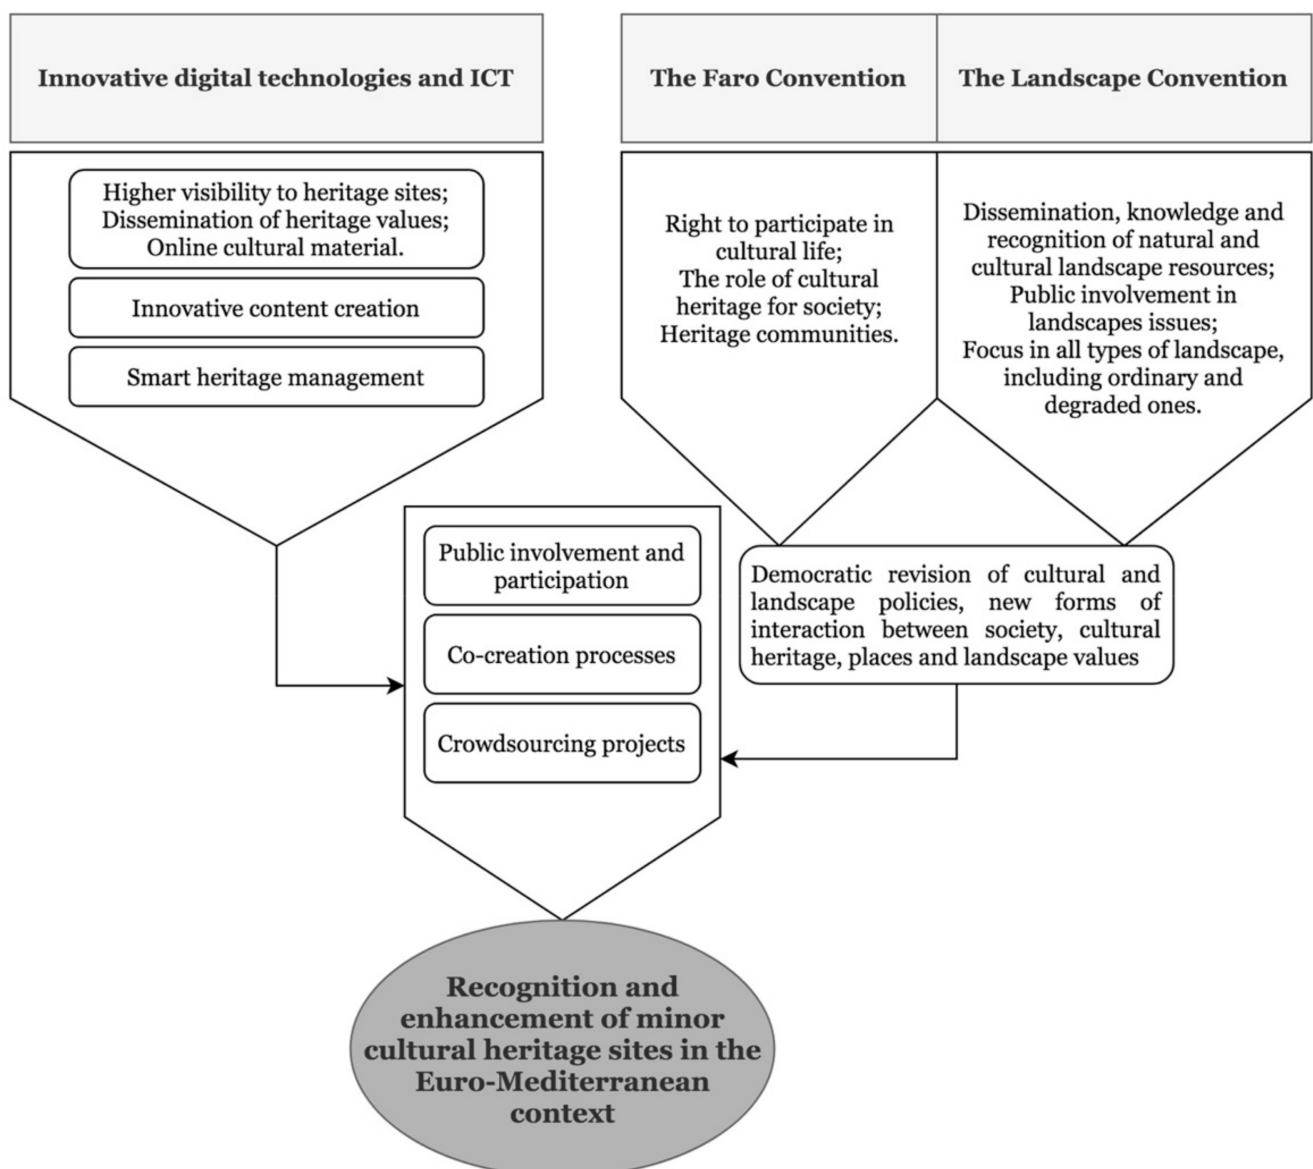 Innovative digital technologies and ICT
The Faro Convention
The Landscape Convention
Higher visibility to heritage sites;
Dissemination of heritage values;
Online cultural material.
Innovative content creation
Smart heritage management
Right to participate in
cultural life;
The role of cultural
heritage for society;
Heritage communities.
Dissemination, knowledge and
recognition of natural and
cultural landscape resources;
Public involvement in
landscapes issues;
Focus in all types of landscape,
including ordinary and
degraded ones.
Public involvement and
participation
Co-creation processes
Crowdsourcing projects
Democratic revision of cultural and
landscape policies, new forms of
interaction between society, cultural
heritage, places and landscape values
Recognition and
enhancement of minor
cultural heritage sites in the
Euro-Mediterranean
context